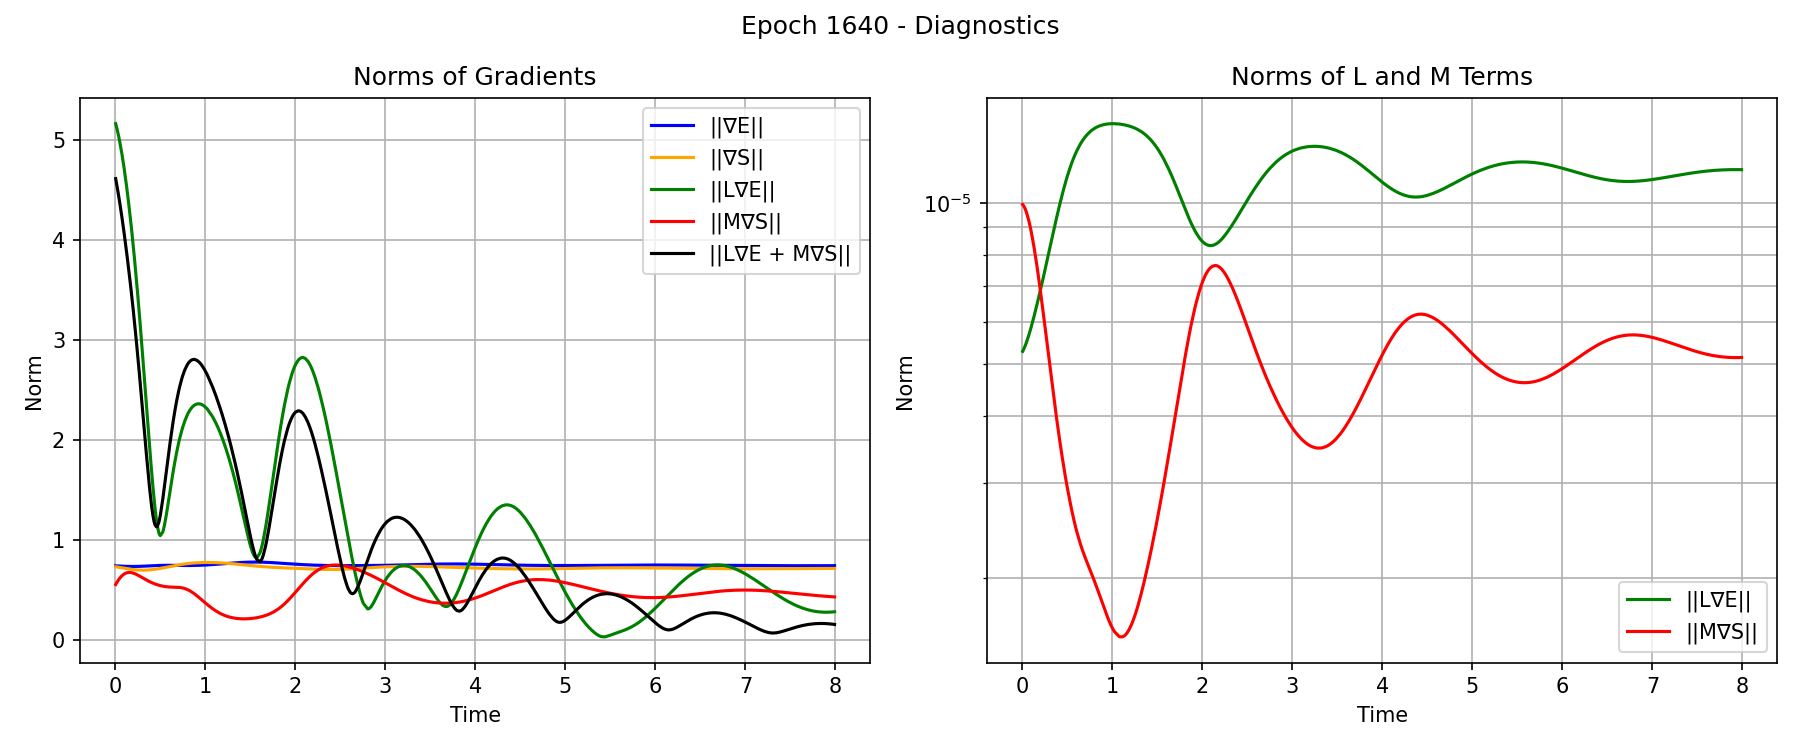 Epoch 1640 - Diagnostics
Norms of Gradients
Norm
5
4
3
2
1
0
||∇E||
||∇S||
||L∇E||
||M∇S||
||L∇E + M∇S||
0 1 2 3 4 5 6 7 8
Time
Norms of L and M Terms
Norm
10⁻⁵
||L∇E||
||M∇S||
0 1 2 3 4 5 6 7 8
Time